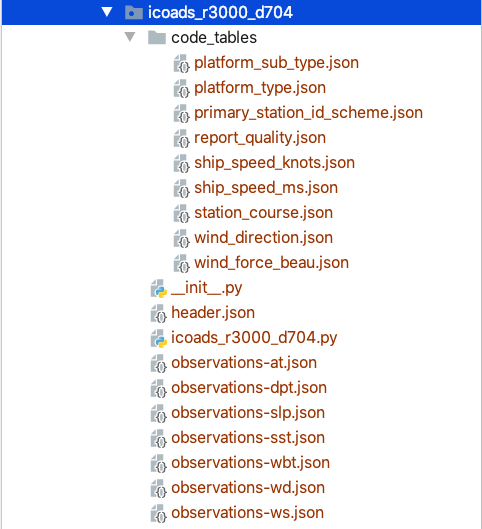 icoads_r3000_d704
code_tables
platform_sub_type.json
platform_type.json
primary_station_id_scheme.json
report_quality.json
ship_speed_knots.json
ship_speed_ms.json
station_course.json
wind_direction.json
wind_force_beau.json
__init__.py
header.json
icoads_r3000_d704.py
observations-at.json
observations-dpt.json
observations-slp.json
observations-sst.json
observations-wbt.json
observations-wd.json
observations-ws.json